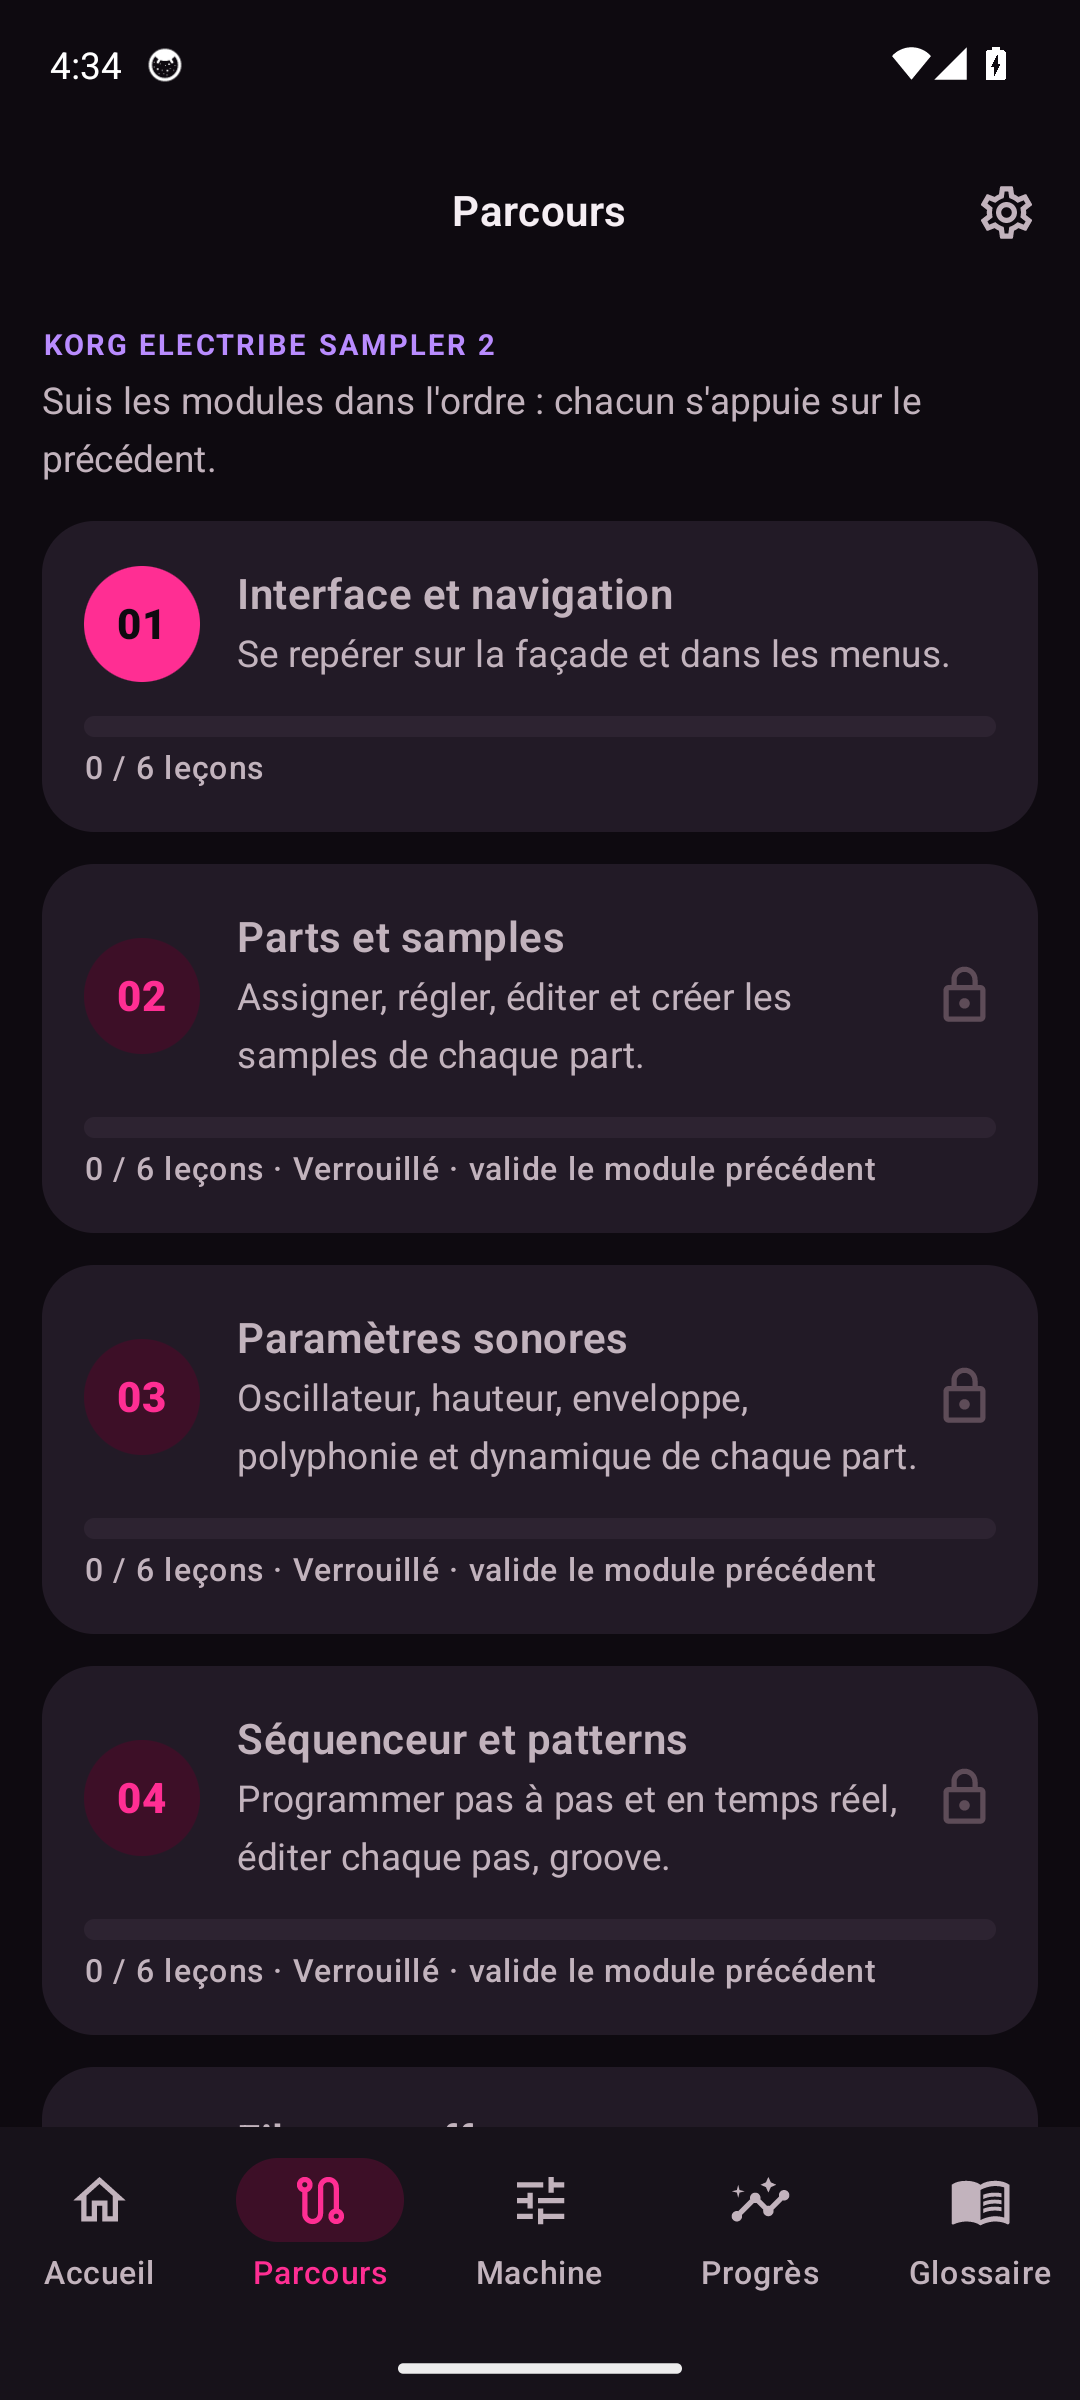 4:34
Parcours
KORG ELECTRIBE SAMPLER 2
Suis les modules dans l'ordre : chacun s'appuie sur le
précédent.
01
Interface et navigation
Se repérer sur la façade et dans les menus.
0 / 6 leçons
02
Parts et samples
Assigner, régler, éditer et créer les
samples de chaque part.
0 / 6 leçons · Verrouillé · valide le module précédent
03
Paramètres sonores
Oscillateur, hauteur, enveloppe,
polyphonie et dynamique de chaque part.
0 / 6 leçons · Verrouillé · valide le module précédent
04
Séquenceur et patterns
Programmer pas à pas et en temps réel,
éditer chaque pas, groove.
0 / 6 leçons · Verrouillé · valide le module précédent
Accueil
Parcours
Machine
Progrès
Glossaire